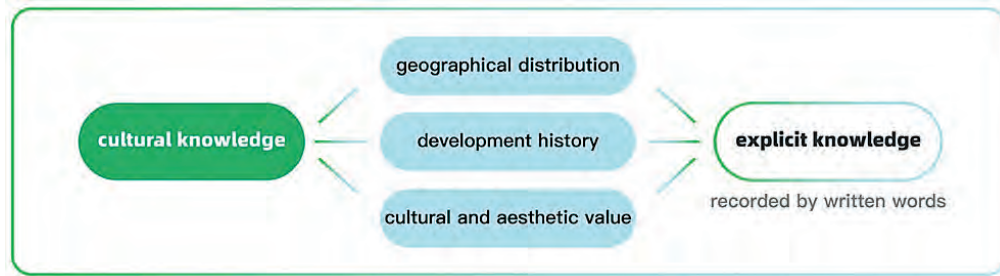 geographical distribution
cultural knowledge
development history
explicit knowledge
cultural and aesthetic value
recorded by written words